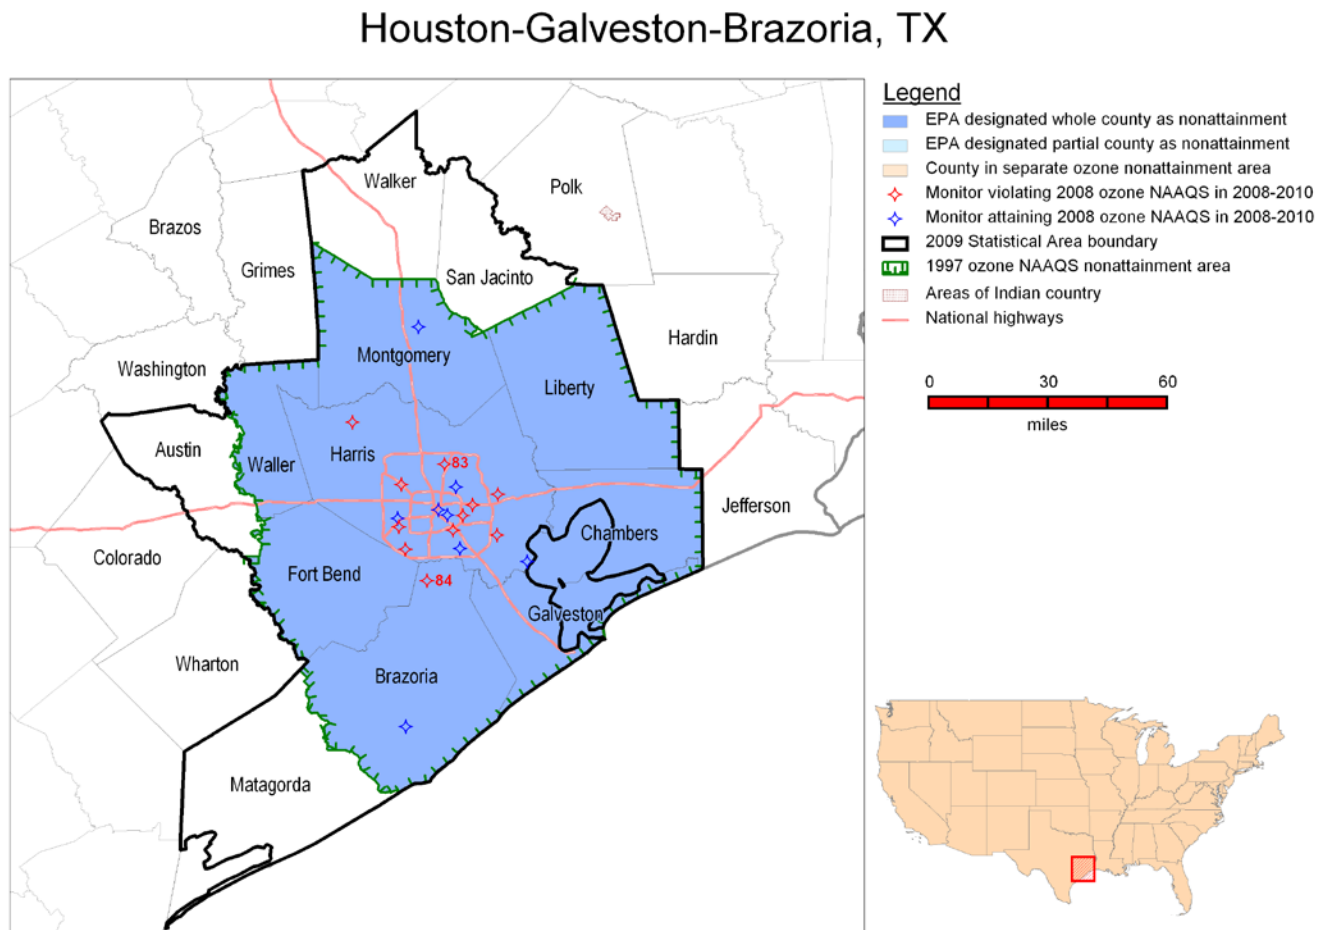 Houston-Galveston-Brazoria, TX
Legend
EPA designated whole county as nonattainment
EPA designated partial county as nonattainment
County in separate ozone nonattainment area
Monitor violating 2008 ozone NAAQS in 2008-2010
Monitor attaining 2008 ozone NAAQS in 2008-2010
2009 Statistical Area boundary
1997 ozone NAAQS nonattainment area
Areas of Indian country
National highways
0 30 60
miles
Walker
Polk
Brazos
Grimes
San Jacinto
Hardin
Montgomery
Washington
Liberty
Austin
Harris
Waller
83
Jefferson
Chambers
Colorado
Fort Bend
84
Galveston
Wharton
Brazoria
Matagorda